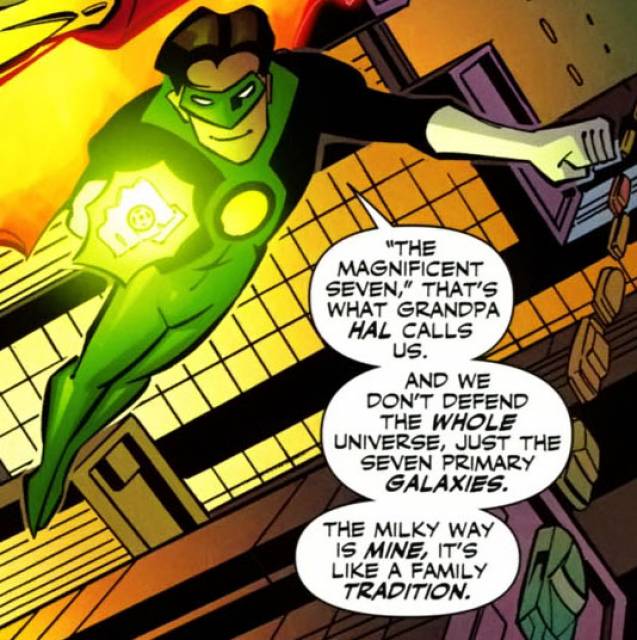 "THE
MAGNIFICENT
SEVEN," THAT'S
WHAT GRANDPA
HAL CALLS
US.
AND WE
DON'T DEFEND
THE WHOLE
UNIVERSE, JUST THE
SEVEN PRIMARY
GALAXIES.
THE MILKY WAY
IS MINE, IT'S
LIKE A FAMILY
TRADITION.